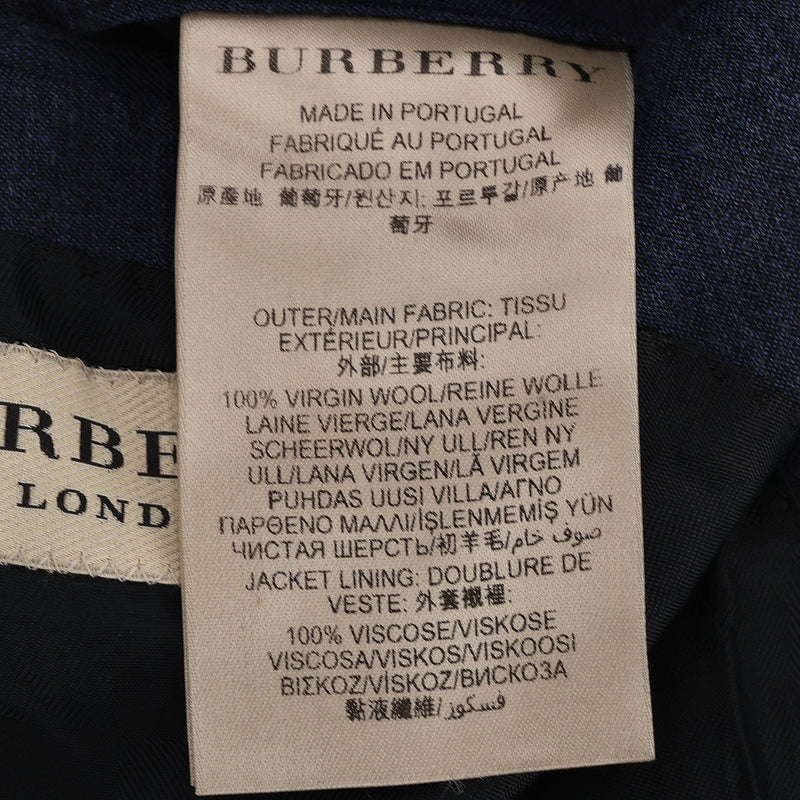 BURBERRY
MADE IN PORTUGAL
FABRIQUÉ AU PORTUGAL
FABRICADO EM PORTUGAL
原產地 葡萄牙/원산지: 포르투갈/原产地 葡
萄牙
OUTER/MAIN FABRIC: TISSU
EXTÉRIEUR/PRINCIPAL:
外部/主要布料:
100% VIRGIN WOOL/REINE WOLLE
LAINE VIERGE/LANA VERGINE
SCHEERWOL/NY ULL/REN NY
ULL/LANA VIRGEN/LÃ VIRGEM
PUHDAS UUSI VILLA/ΑΓΝΟ
ΠΑΡΘΕΝΟ ΜΑΛΛΙ/İŞLENMEMİŞ YÜN
ЧИСТАЯ ШЕРСТЬ/初羊毛/صوف خام
JACKET LINING: DOUBLURE DE
VESTE: 外套襯裡:
100% VISCOSE/VISKOSE
VISCOSA/VISKOS/VISKOOSI
ΒΙΣΚΟΖ/VİSKOZ/ВИСКОЗА
黏液纖維/فسكوز
RBE
LOND